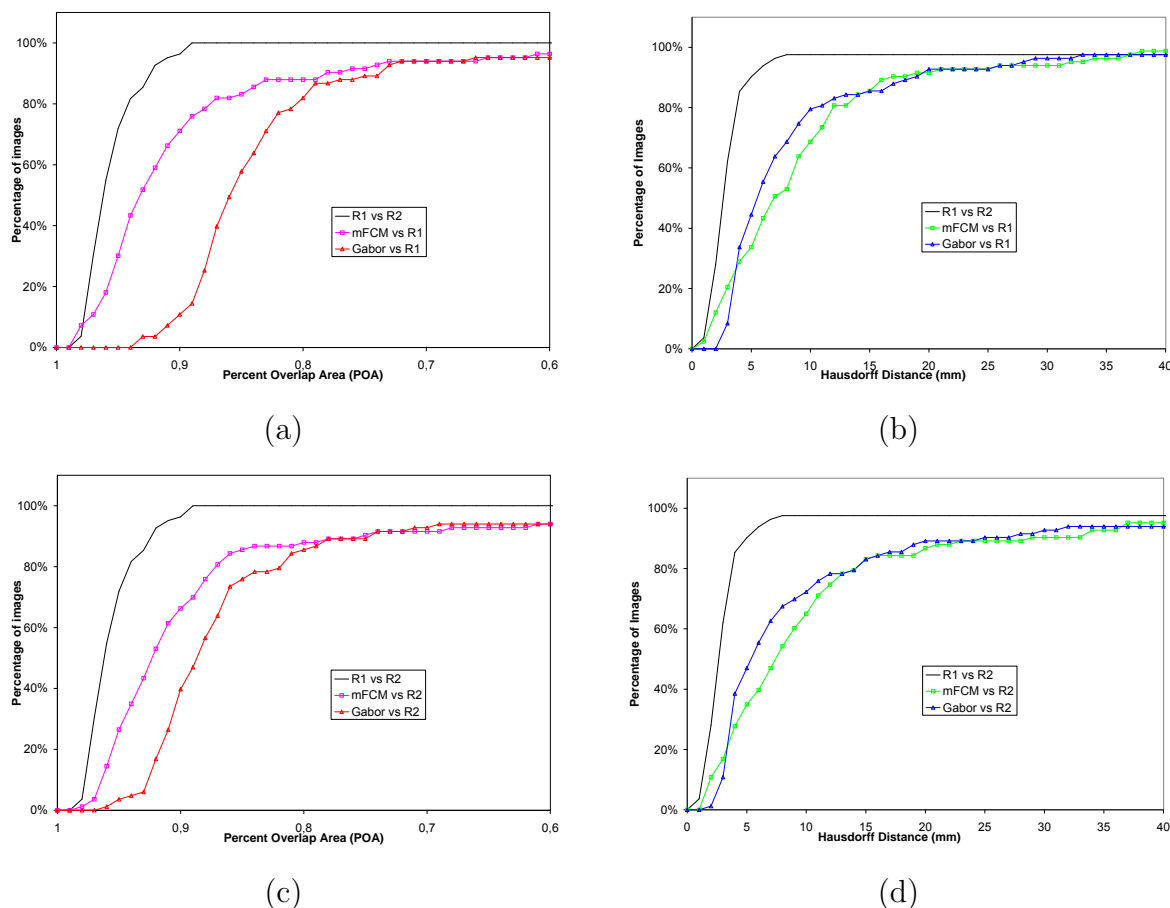 100%
80%
60%
40%
20%
0%
Percentage of images
R1 vs R2
mFCM vs R1
Gabor vs R1
1 0,9 0,8 0,7 0,6
Percent Overlap Area (POA)
(a)
100%
80%
60%
40%
20%
0%
Percentage of Images
R1 vs R2
mFCM vs R1
Gabor vs R1
0 5 10 15 20 25 30 35 40
Hausdorff Distance (mm)
(b)
100%
80%
60%
40%
20%
0%
Percentage of images
R1 vs R2
mFCM vs R2
Gabor vs R2
1 0,9 0,8 0,7 0,6
Percent Overlap Area (POA)
(c)
100%
80%
60%
40%
20%
0%
Percentage of Images
R1 vs R2
mFCM vs R2
Gabor vs R2
0 5 10 15 20 25 30 35 40
Hausdorff Distance (mm)
(d)